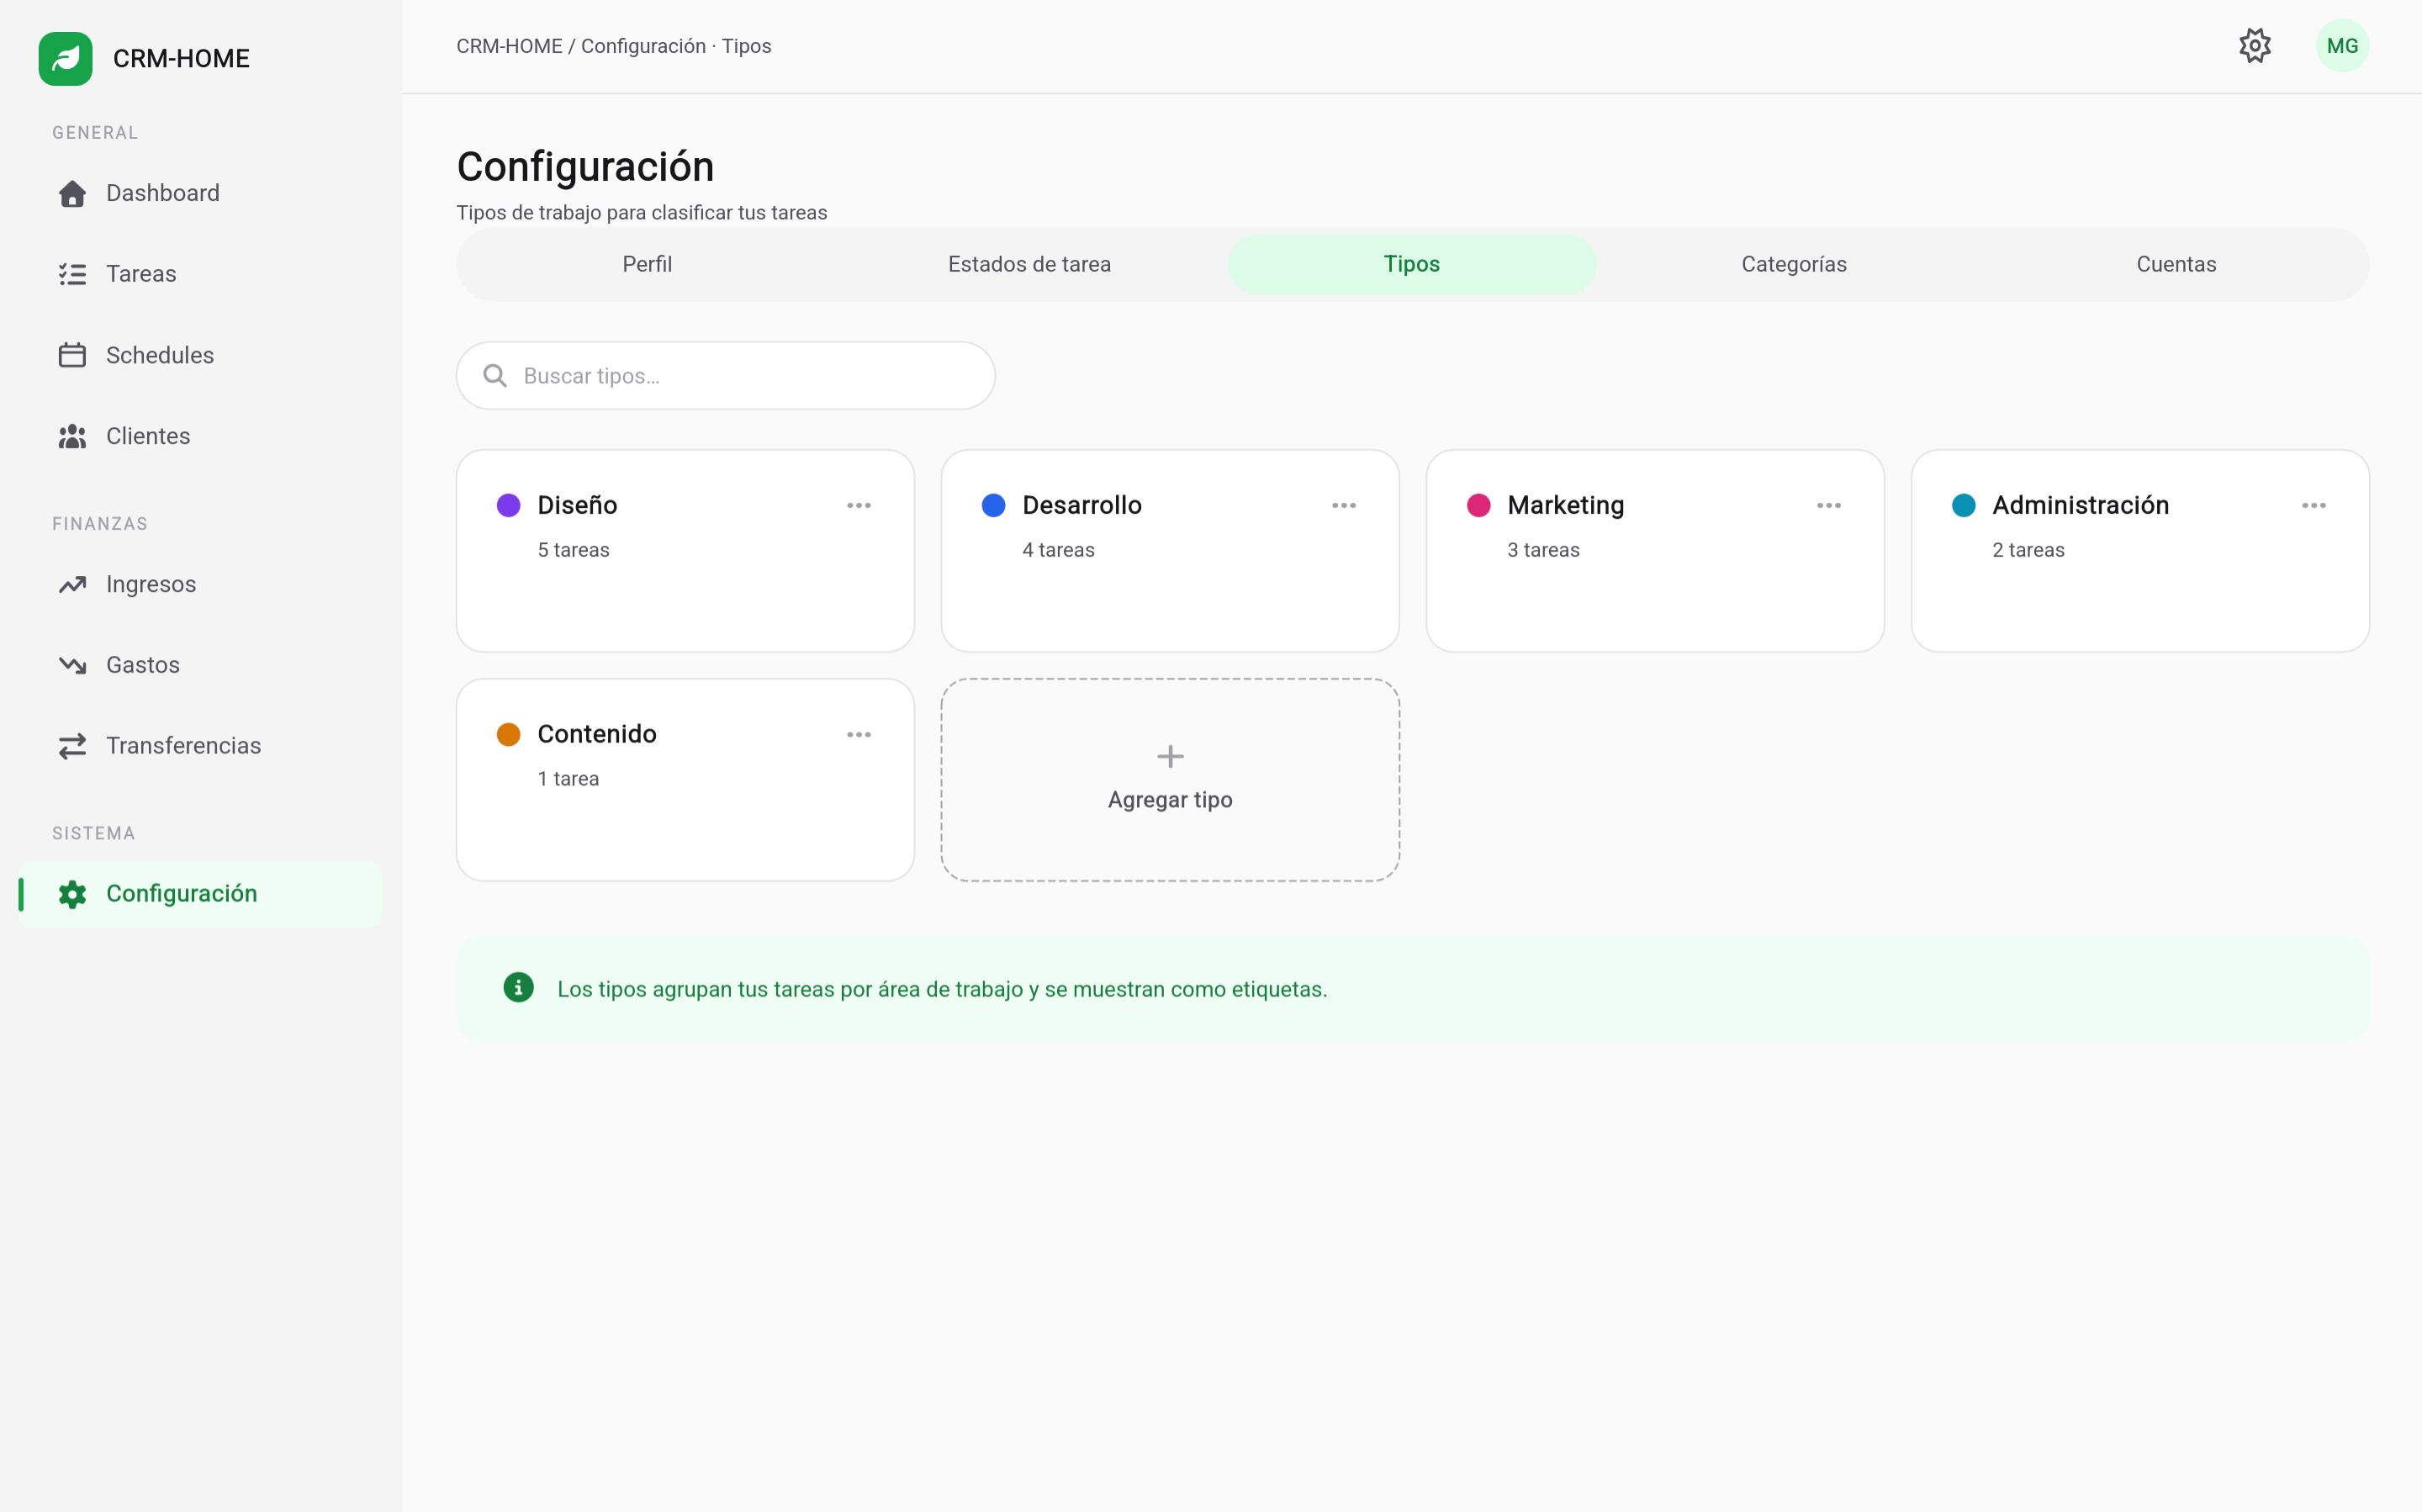 CRM-HOME
GENERAL
Dashboard
Tareas
Schedules
Clientes
FINANZAS
Ingresos
Gastos
Transferencias
SISTEMA
Configuración
CRM-HOME / Configuración · Tipos
MG
Configuración
Tipos de trabajo para clasificar tus tareas
Perfil
Estados de tarea
Tipos
Categorías
Cuentas
Buscar tipos...
Diseño
5 tareas
Desarrollo
4 tareas
Marketing
3 tareas
Administración
2 tareas
Contenido
1 tarea
Agregar tipo
Los tipos agrupan tus tareas por área de trabajo y se muestran como etiquetas.